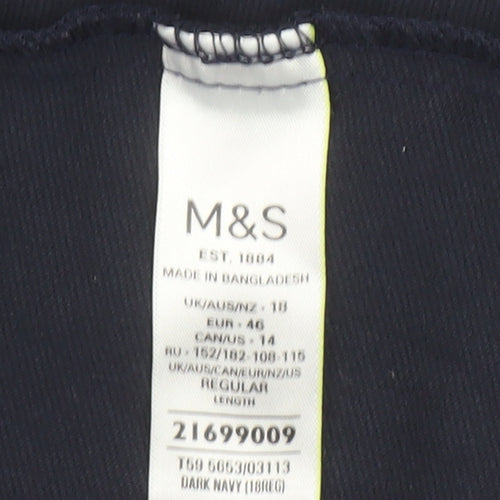 M&S
EST. 1884
MADE IN BANGLADESH
UK/AUS/NZ - 18
EUR - 46
CAN/US - 14
RU - 152/182-108-115
UK/AUS/CAN/EUR/NZ/US
REGULAR
LENGTH
21699009
T59 5653/03113
DARK NAVY (18REG)